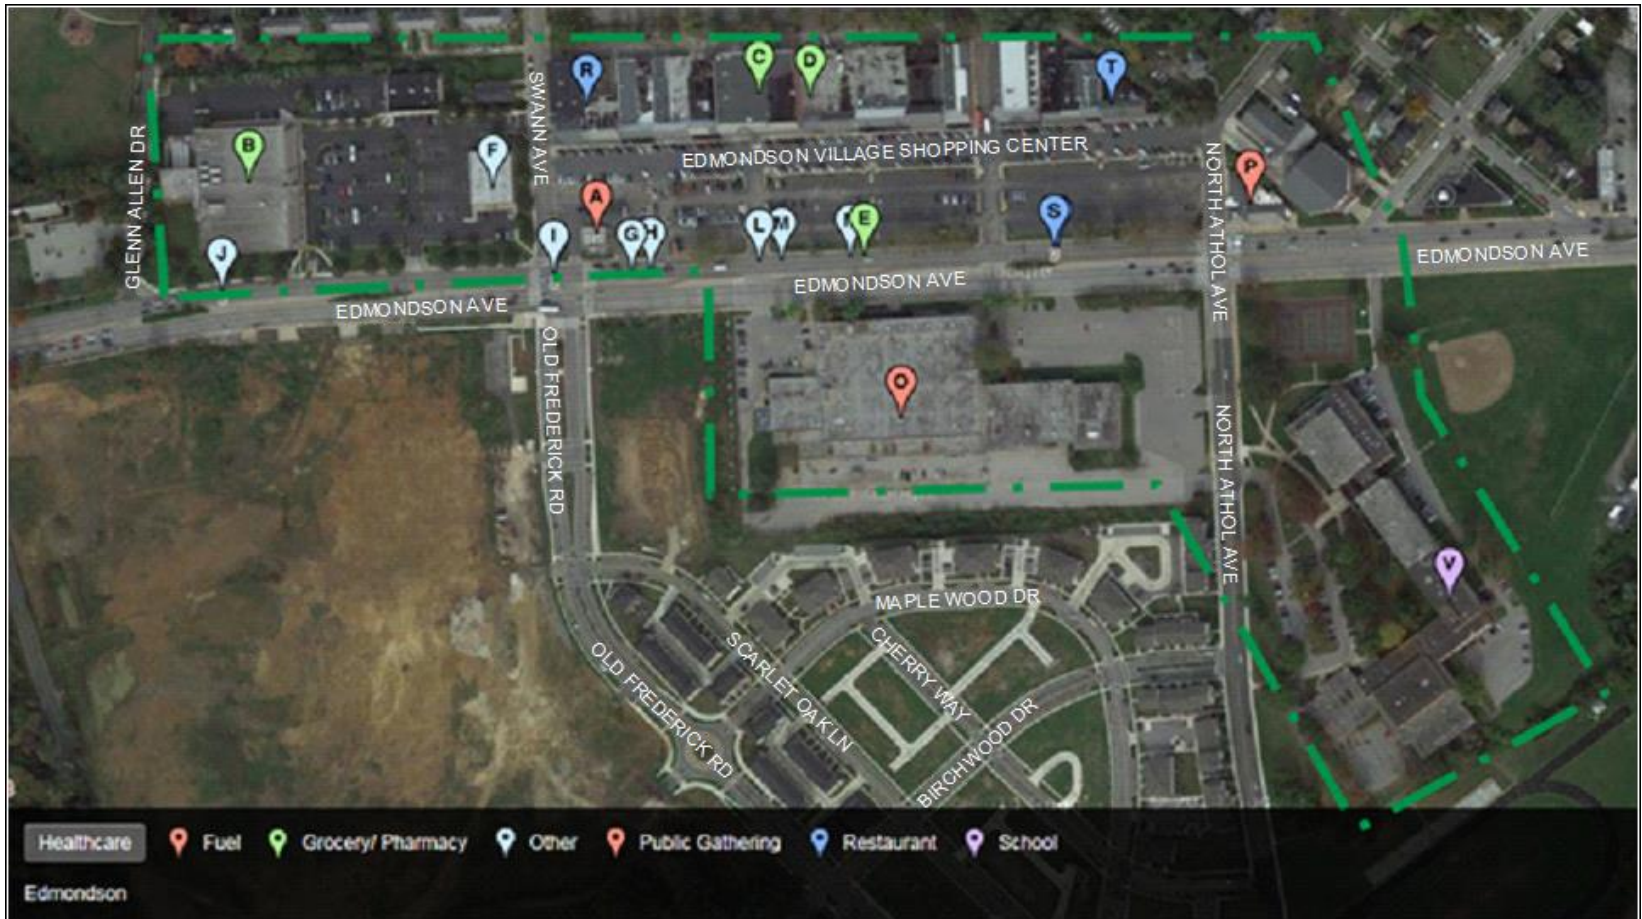 R
C
D
T
SWANN AVE
GLENN ALLEN DR
B
F
EDMONDSON VILLAGE SHOPPING CENTER
NORTH ATHOL AVE
P
A
J
I
G
H
L
M
E
S
EDMONDSON AVE
EDMONDSON AVE
EDMONDSON AVE
OLD FREDERICK RD
O
NORTH ATHOL AVE
V
MAPLE WOOD DR
OLD FREDERICK RD
SCARLET OAK LN
CHERRY WAY
BIRCHWOOD DR
Healthcare Fuel Grocery/ Pharmacy Other Public Gathering Restaurant School
Edmondson